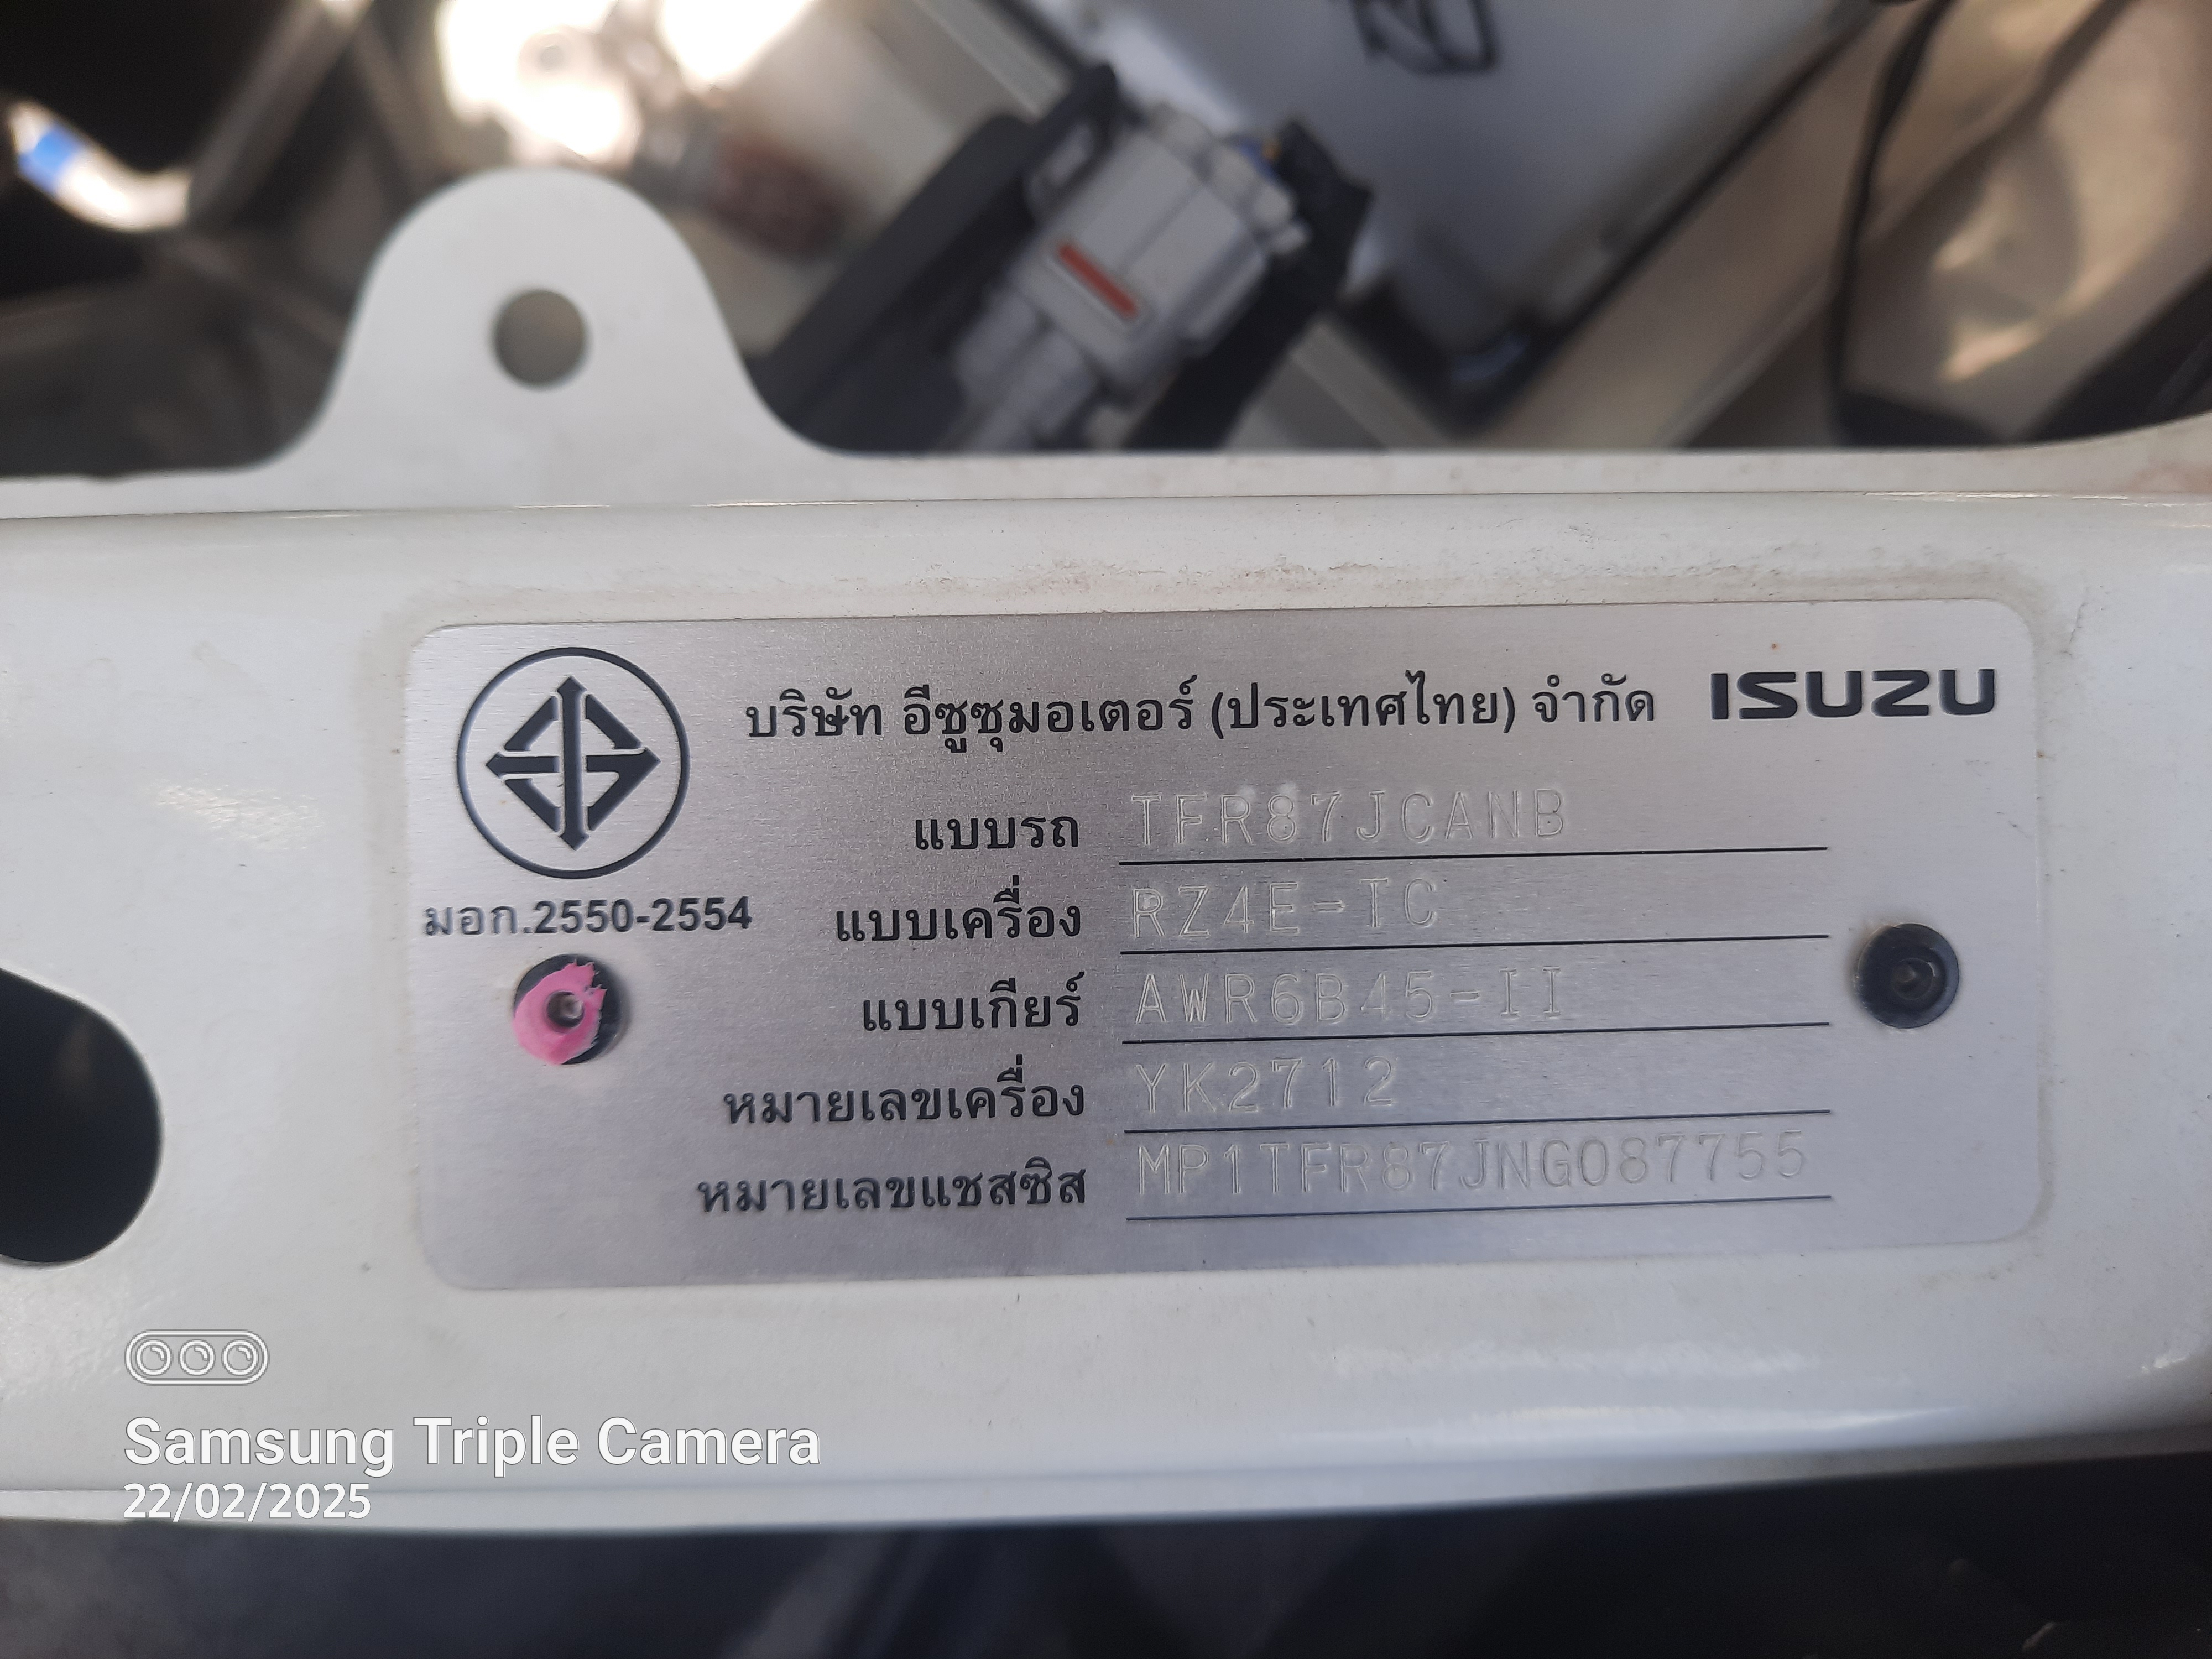 บริษัท อีซูซุมอเตอร์ (ประเทศไทย) จำกัด ISUZU
แบบรถ TFR87JCANB
มอก.2550-2554
แบบเครื่อง RZ4E-TC
แบบเกียร์ AWR6B45-II
หมายเลขเครื่อง YK2712
หมายเลขแชสซิส MP1TFR87JNG087755
Samsung Triple Camera
22/02/2025